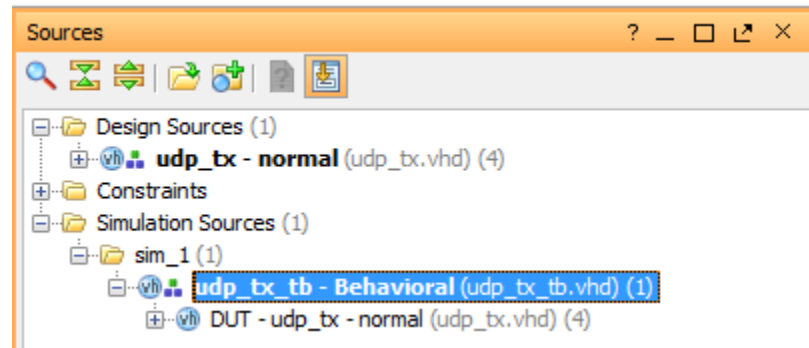 Sources
Design Sources (1)
udp_tx - normal (udp_tx.vhd) (4)
Constraints
Simulation Sources (1)
sim_1 (1)
udp_tx_tb - Behavioral (udp_tx_tb.vhd) (1)
DUT - udp_tx - normal (udp_tx.vhd) (4)